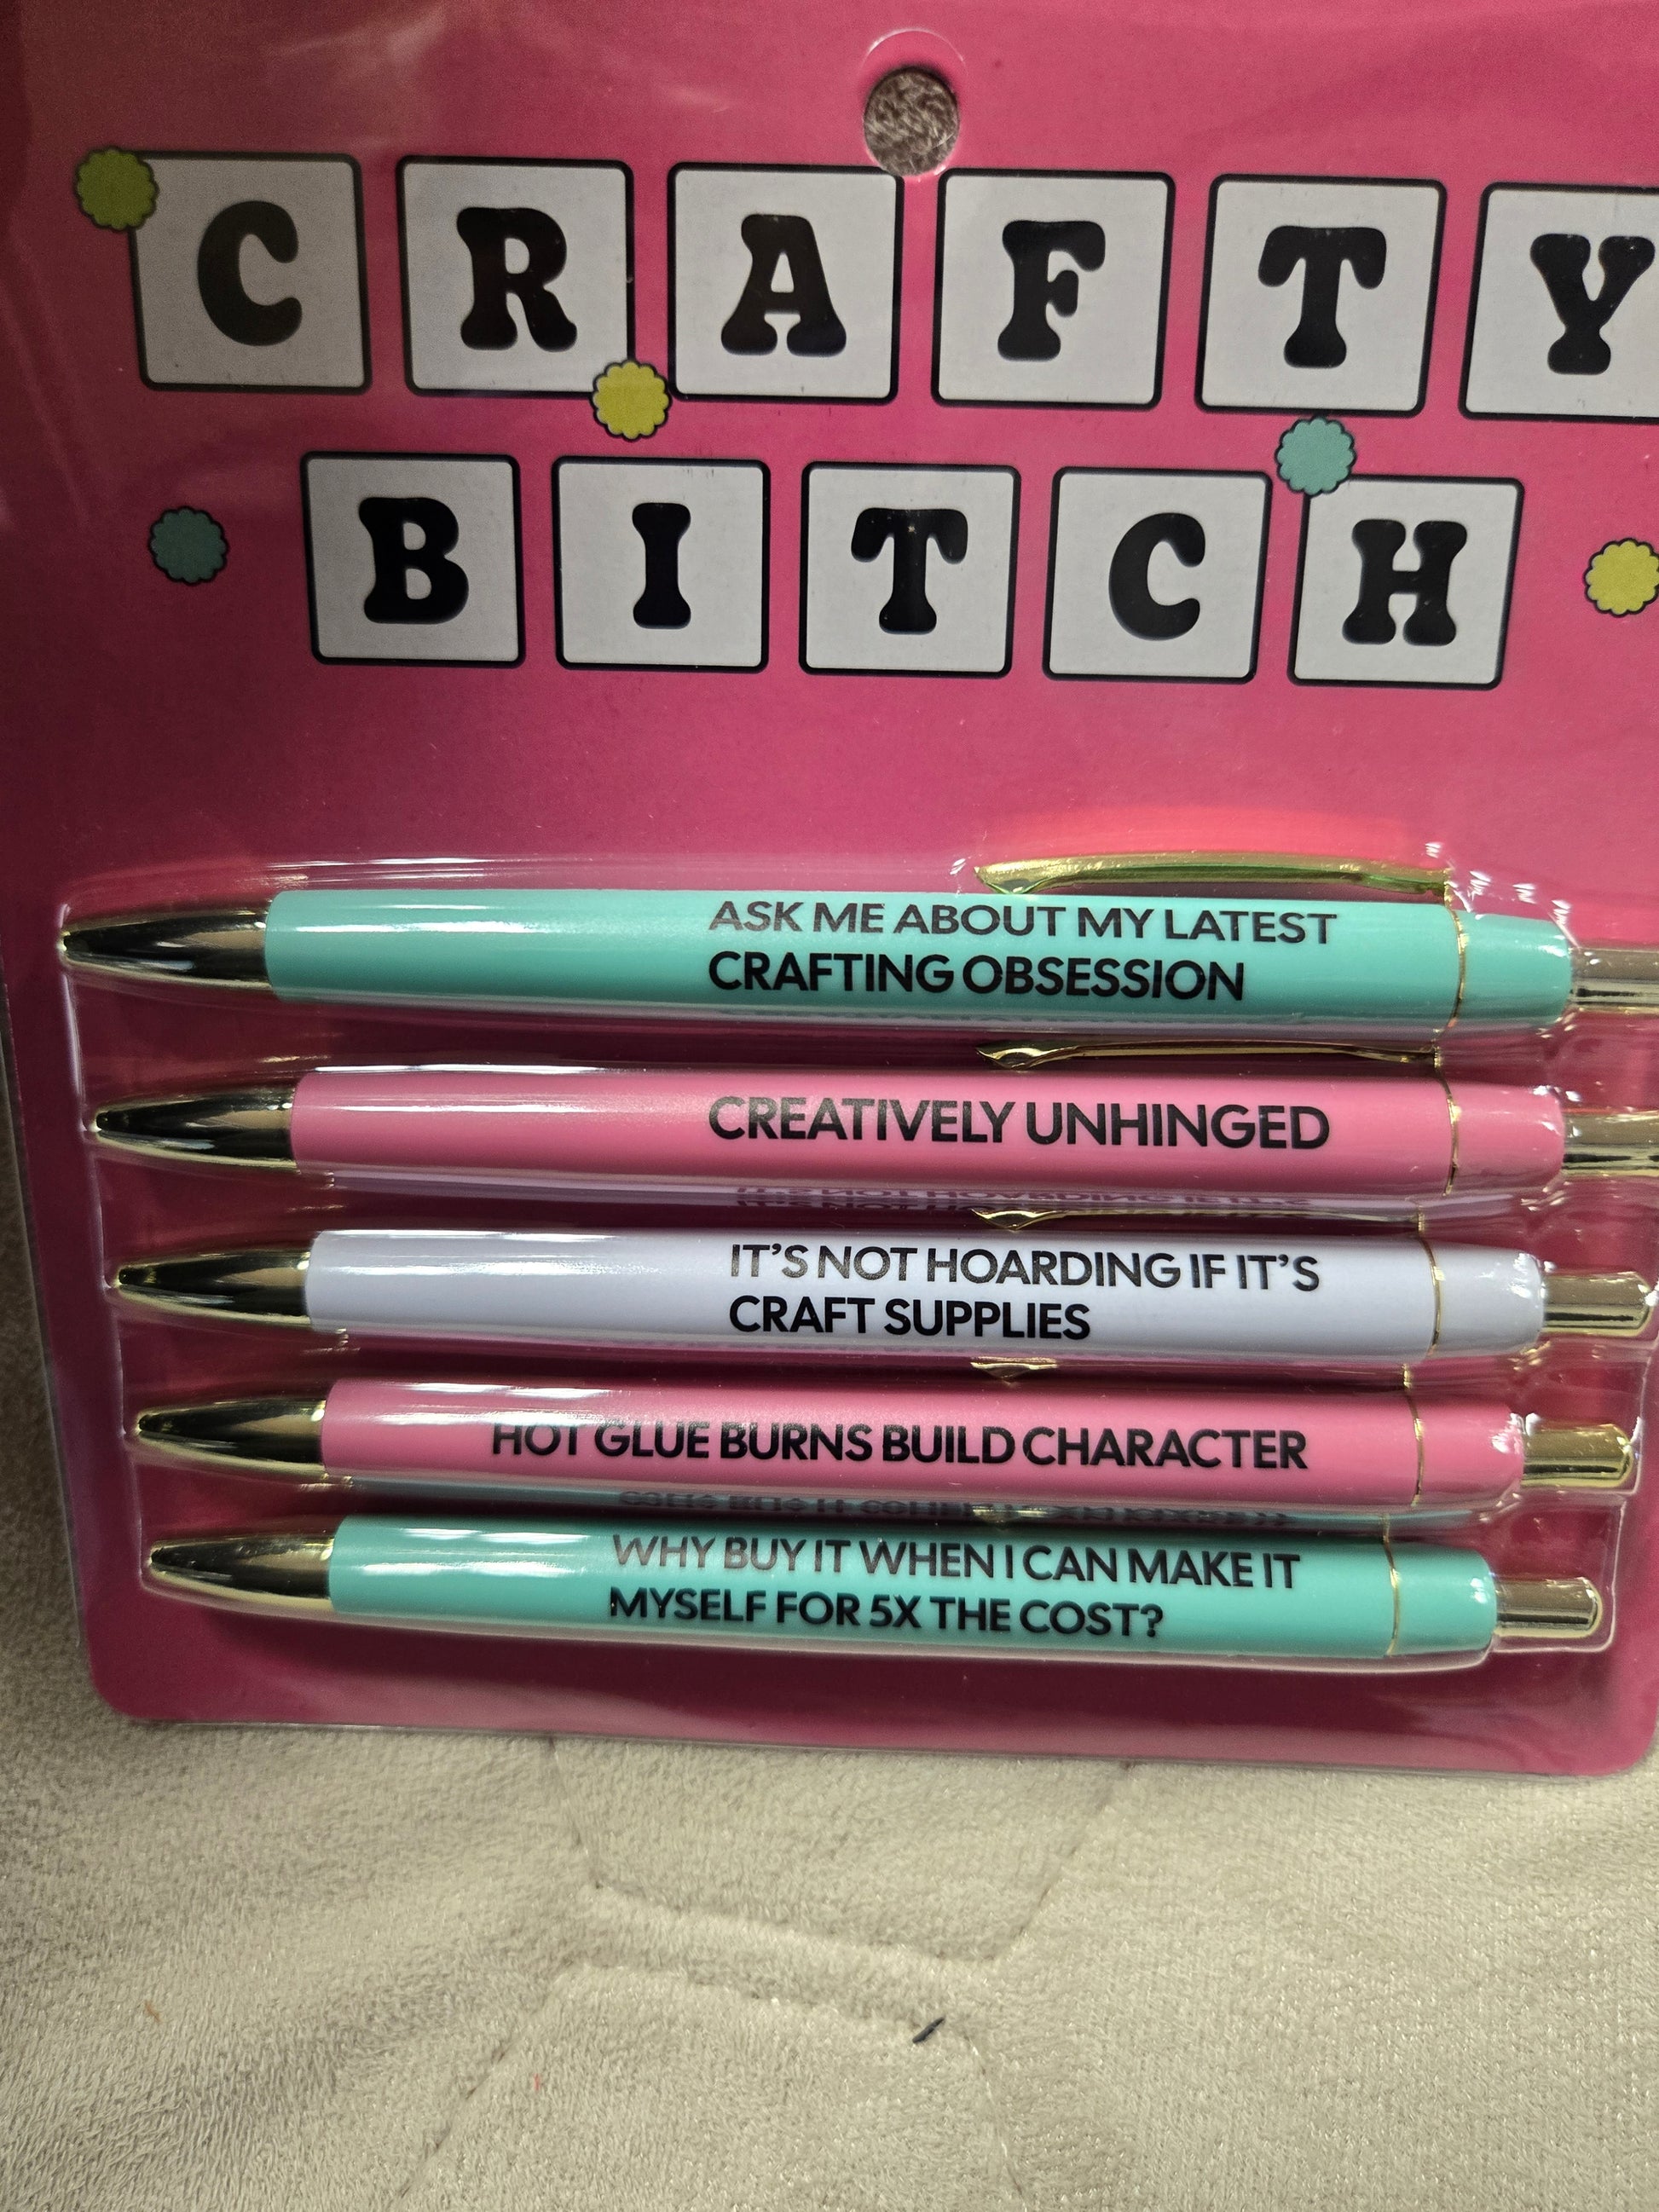 CRAFTY
BITCH
ASK ME ABOUT MY LATEST
CRAFTING OBSESSION
CREATIVELY UNHINGED
IT'S NOT HOARDING IF IT'S
CRAFT SUPPLIES
HOT GLUE BURNS BUILD CHARACTER
WHY BUY IT WHEN I CAN MAKE IT
MYSELF FOR 5X THE COST?